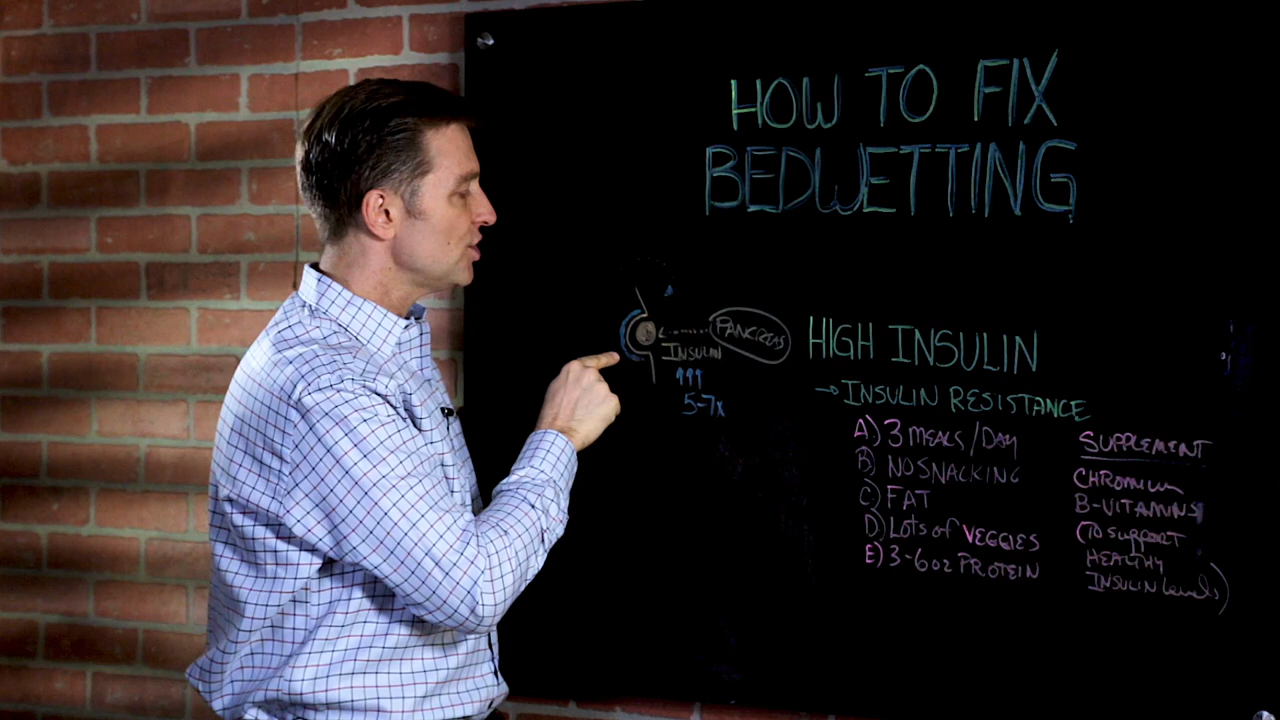 HOW TO FIX
BEDWETTING
PANCREAS
INSULIN
↑↑↑
5-7x
HIGH INSULIN
→ INSULIN RESISTANCE
A) 3 MEALS/DAY
B) NO SNACKING
C) FAT
D) LOTS of VEGGIES
E) 3-6oz PROTEIN
SUPPLEMENT
CHROMIUM
B-VITAMINS
(To support
HEALTHY
INSULIN levels)